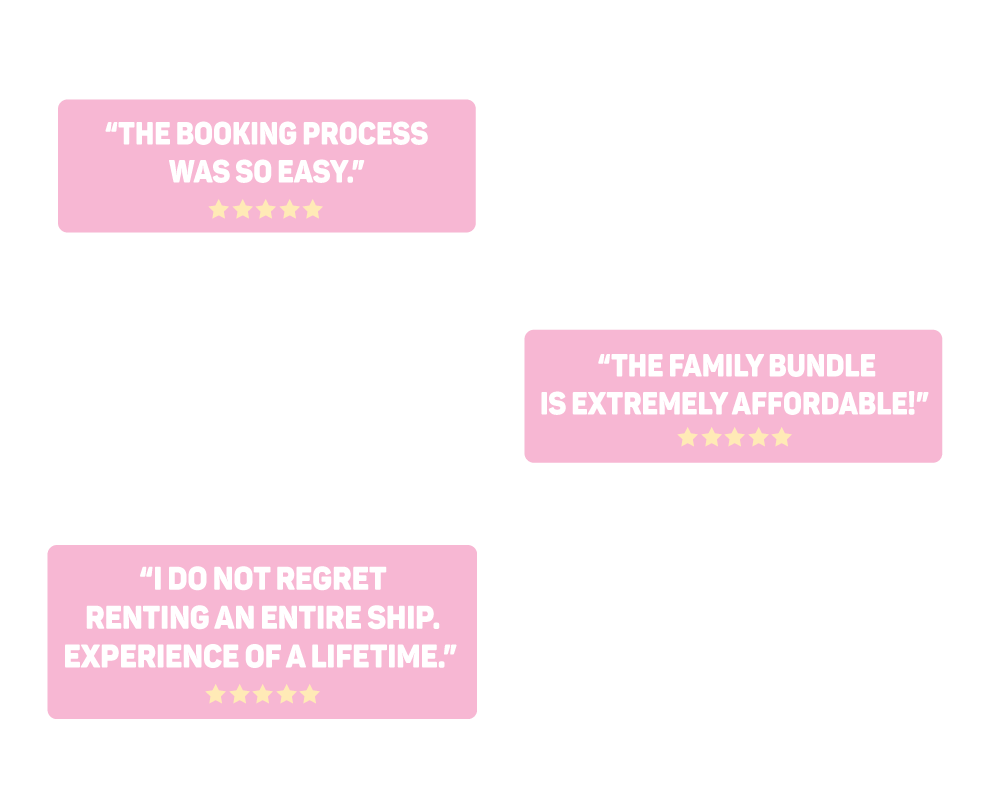 “THE BOOKING PROCESS
WAS SO EASY.”
“THE FAMILY BUNDLE
IS EXTREMELY AFFORDABLE!”
“I DO NOT REGRET
RENTING AN ENTIRE SHIP.
EXPERIENCE OF A LIFETIME.”